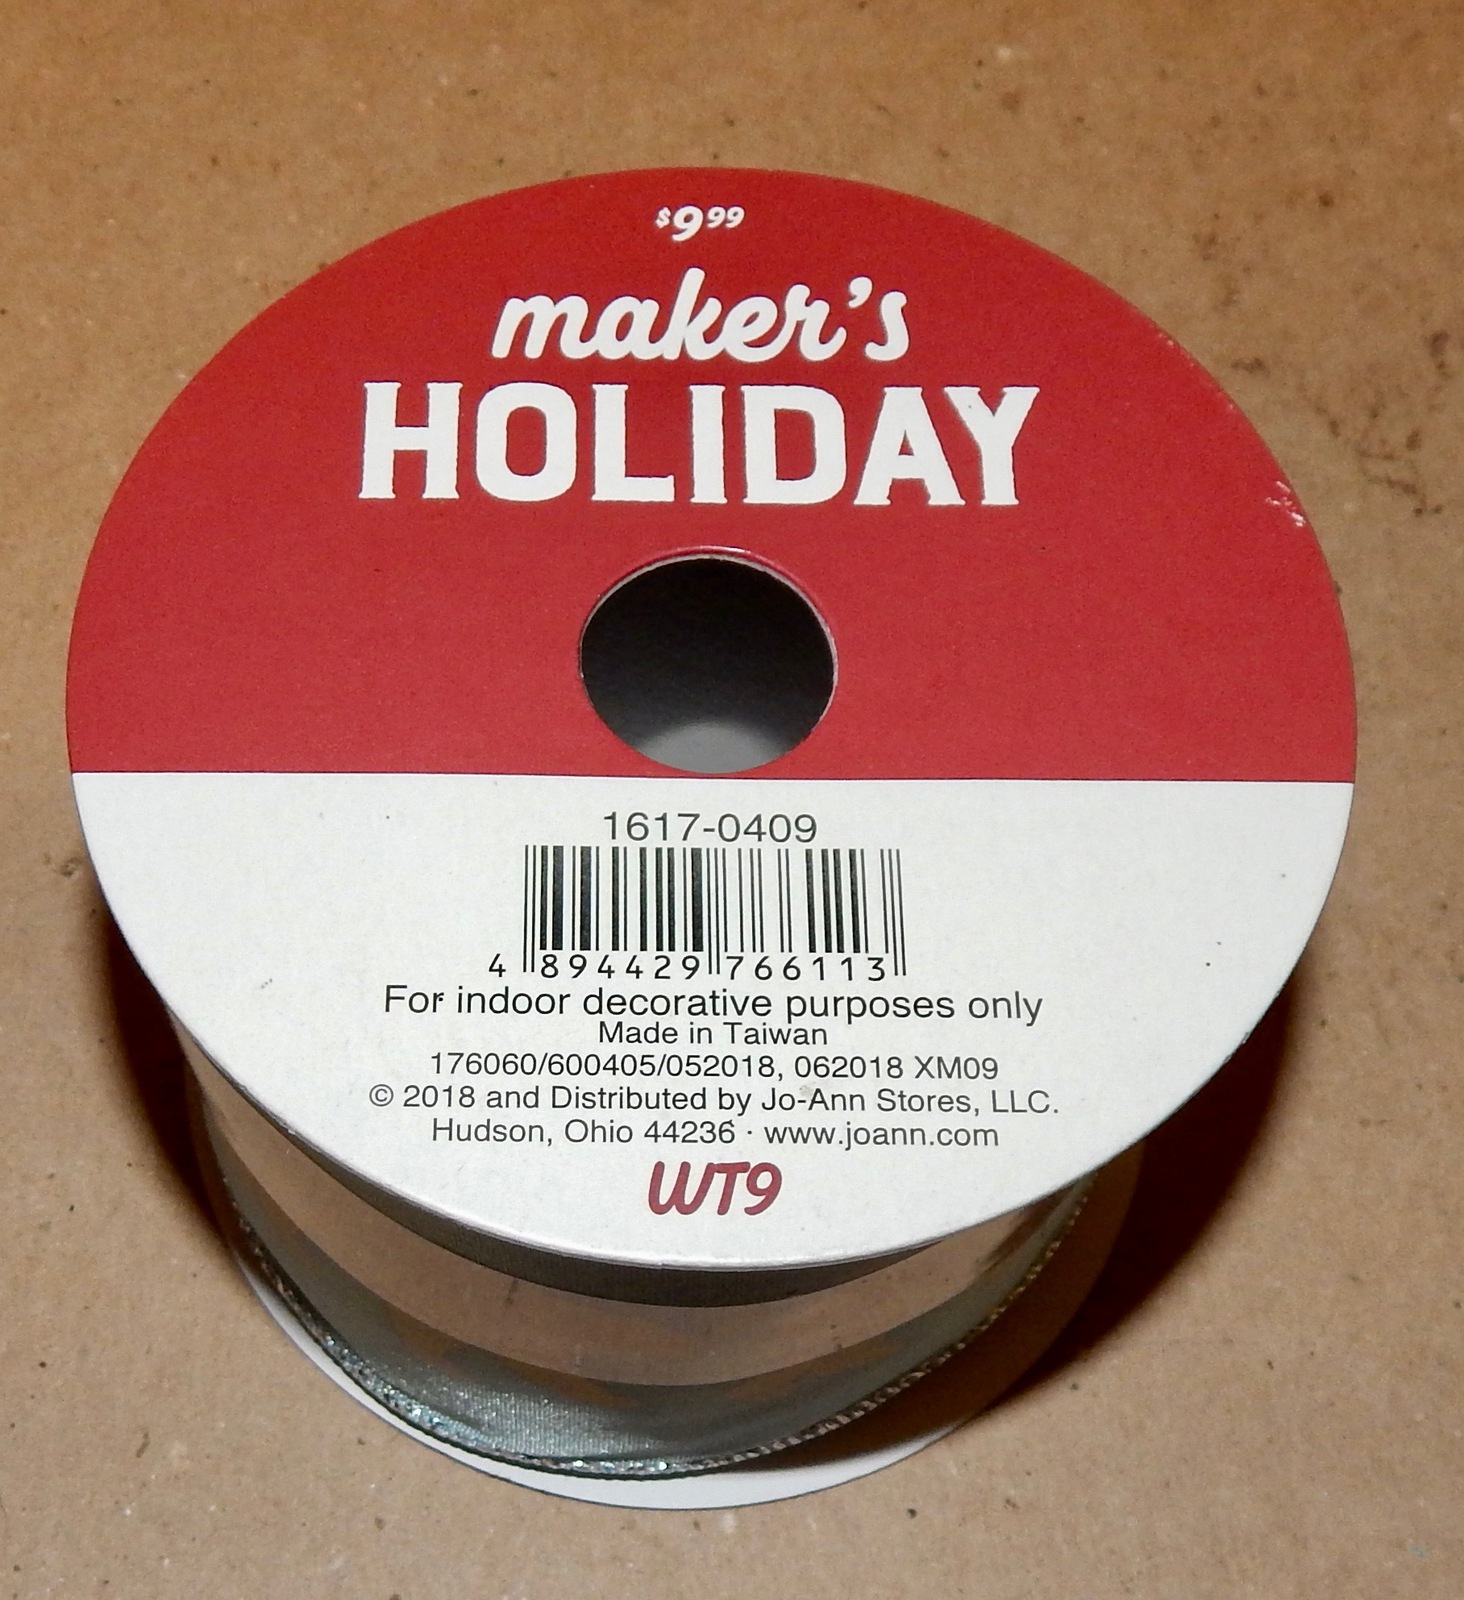 $9.99
maker's
HOLIDAY
1617-0409
4 894429 766113
For indoor decorative purposes only
Made in Taiwan
176060/600405/052018, 062018 XM09
© 2018 and Distributed by Jo-Ann Stores, LLC.
Hudson, Ohio 44236 · www.joann.com
WT9